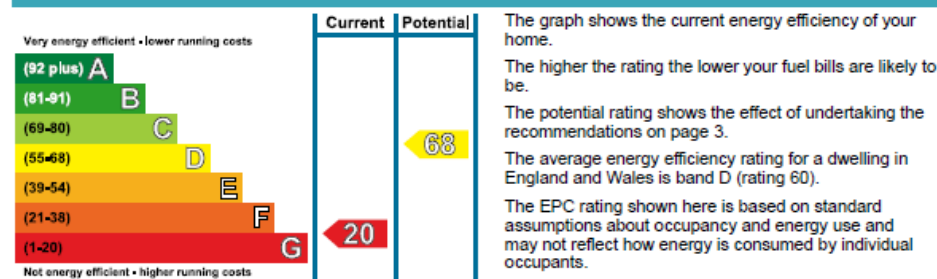 Current Potential
Very energy efficient • lower running costs
(92 plus) A
(81-91) B
(69-80) C
(55-68) D
(39-54) E
(21-38) F
(1-20) G
Not energy efficient • higher running costs
68
20
The graph shows the current energy efficiency of your
home.
The higher the rating the lower your fuel bills are likely to
be.
The potential rating shows the effect of undertaking the
recommendations on page 3.
The average energy efficiency rating for a dwelling in
England and Wales is band D (rating 60).
The EPC rating shown here is based on standard
assumptions about occupancy and energy use and
may not reflect how energy is consumed by individual
occupants.